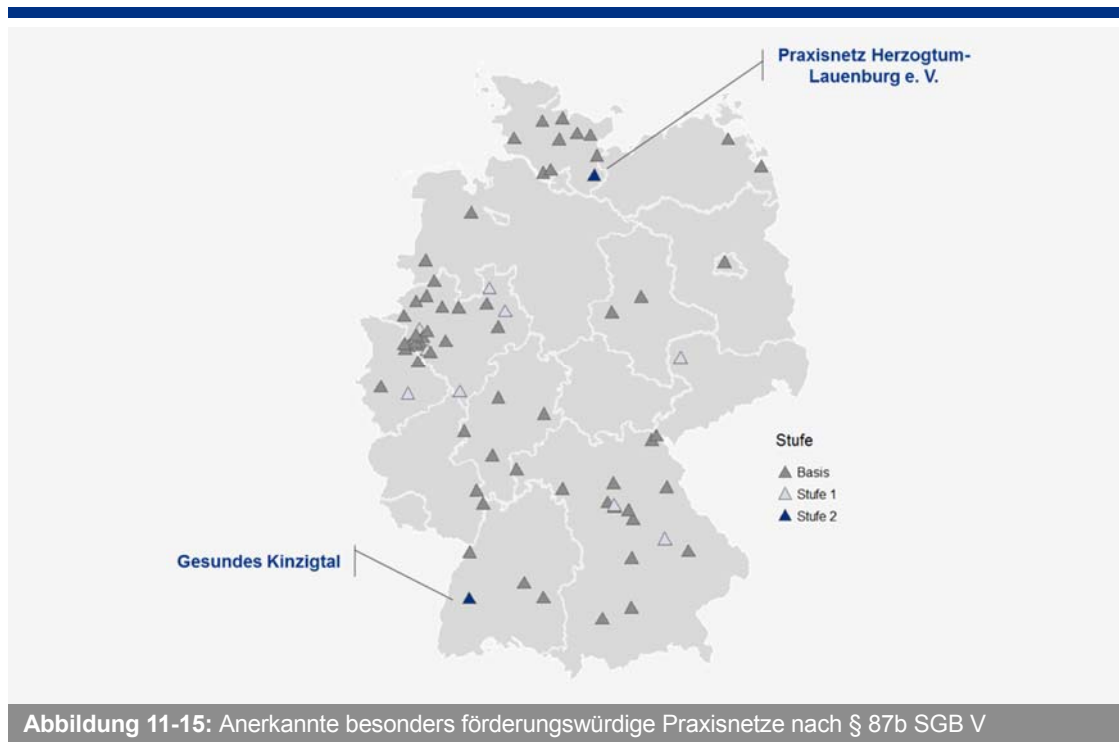 Praxisnetz Herzogtum-
Lauenburg e. V.
Stufe
Basis
Stufe 1
Stufe 2
Gesundes Kinzigtal
Abbildung 11-15: Anerkannte besonders förderungswürdige Praxisnetze nach § 87b SGB V